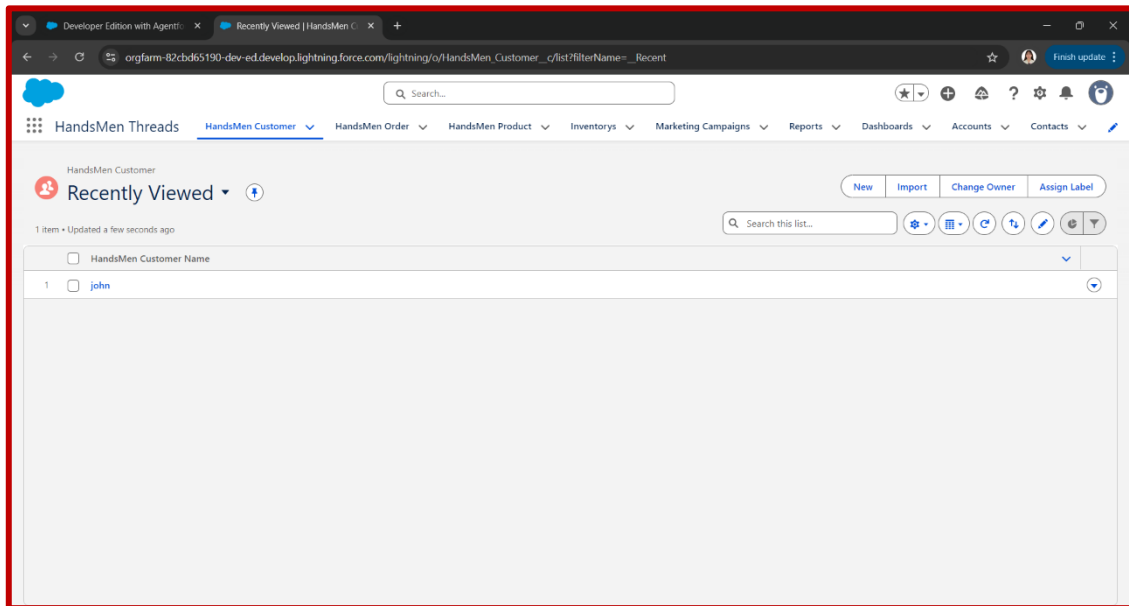 Developer Edition with Agentfo
Recently Viewed | HandsMen C
orgfarm-82cbd65190-dev-ed.develop.lightning.force.com/lightning/o/HandsMen_Customer__c/list?filterName=__Recent
Finish update
Search...
HandsMen Threads HandsMen Customer HandsMen Order HandsMen Product Inventorys Marketing Campaigns Reports Dashboards Accounts Contacts
HandsMen Customer
Recently Viewed
New Import Change Owner Assign Label
1 item • Updated a few seconds ago
Search this list...
HandsMen Customer Name
1 john